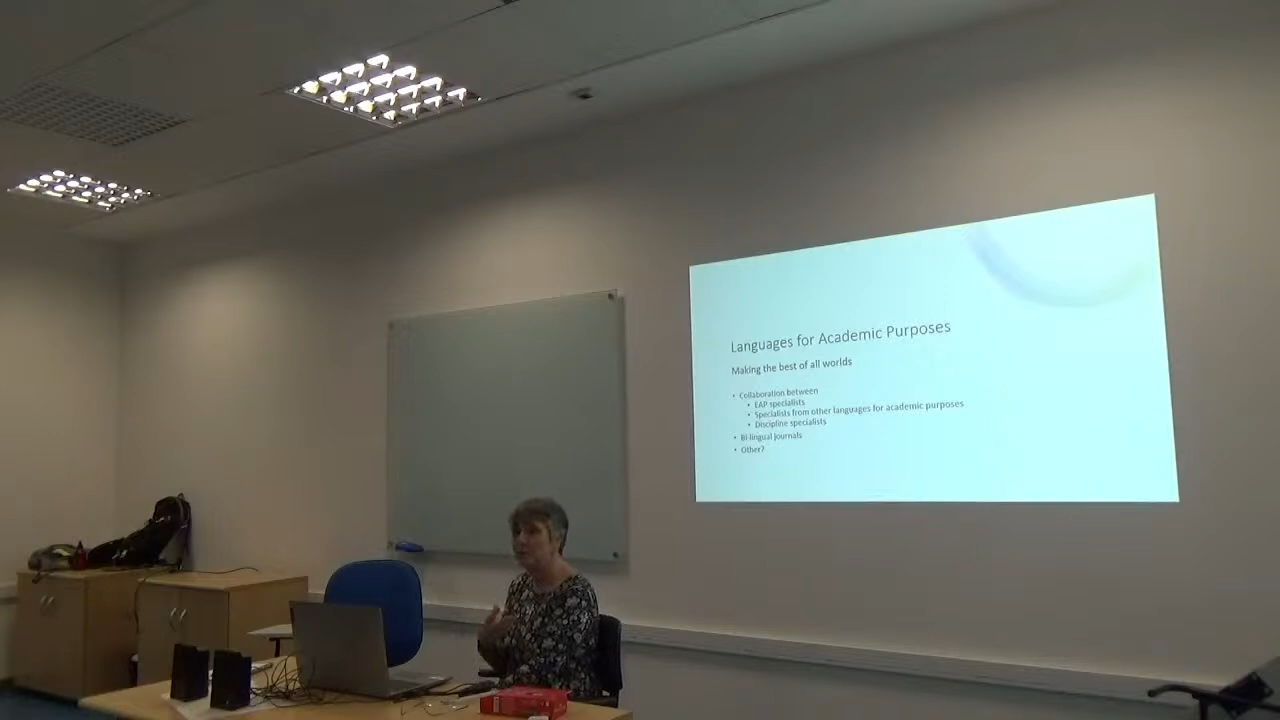 Languages for Academic Purposes
Making the best of all worlds
• Collaboration between
• EAP specialists
• Specialists from other languages for academic purposes
• Discipline specialists
• Bi-lingual journals
• Other?